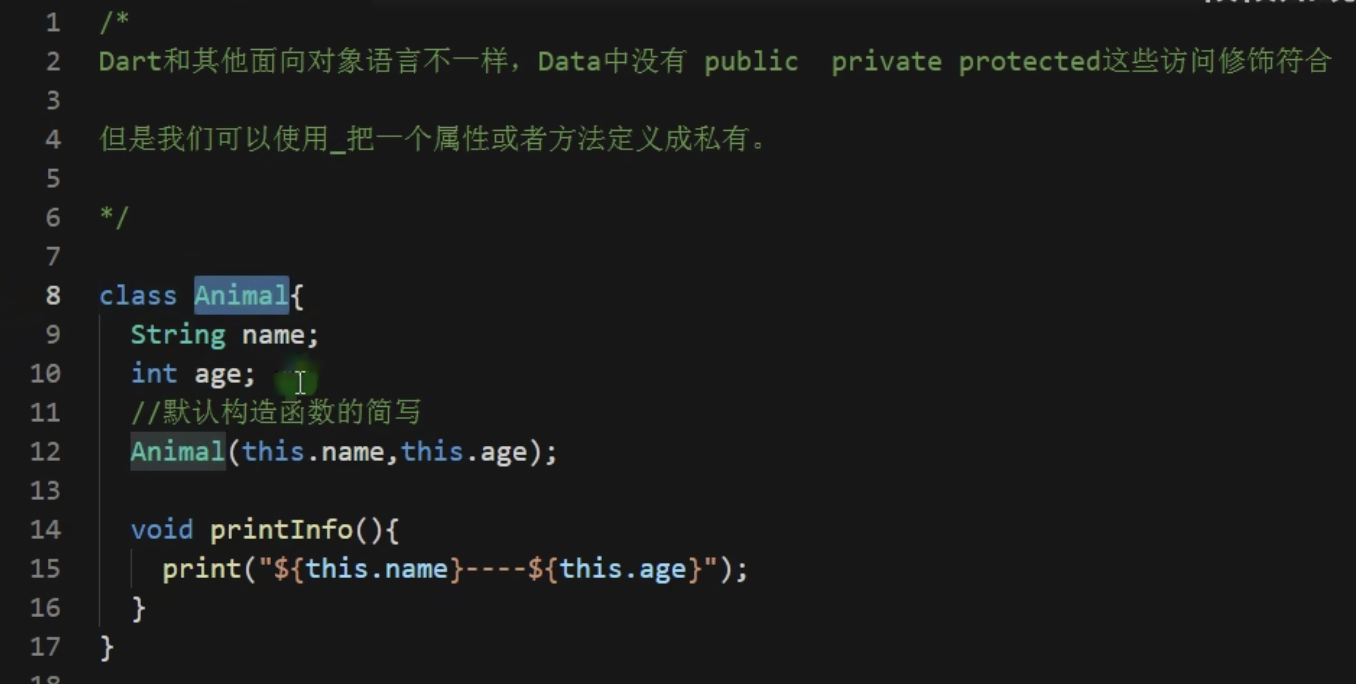 1 /*
2 Dart和其他面向对象语言不一样，Data中没有 public  private protected这些访问修饰符合
3
4 但是我们可以使用_把一个属性或者方法定义成私有。
5
6 */
7
8 class Animal{
9 String name;
10 int age;
11 //默认构造函数的简写
12 Animal(this.name,this.age);
13
14 void printInfo(){
15 print("${this.name}----${this.age}");
16 }
17 }
18